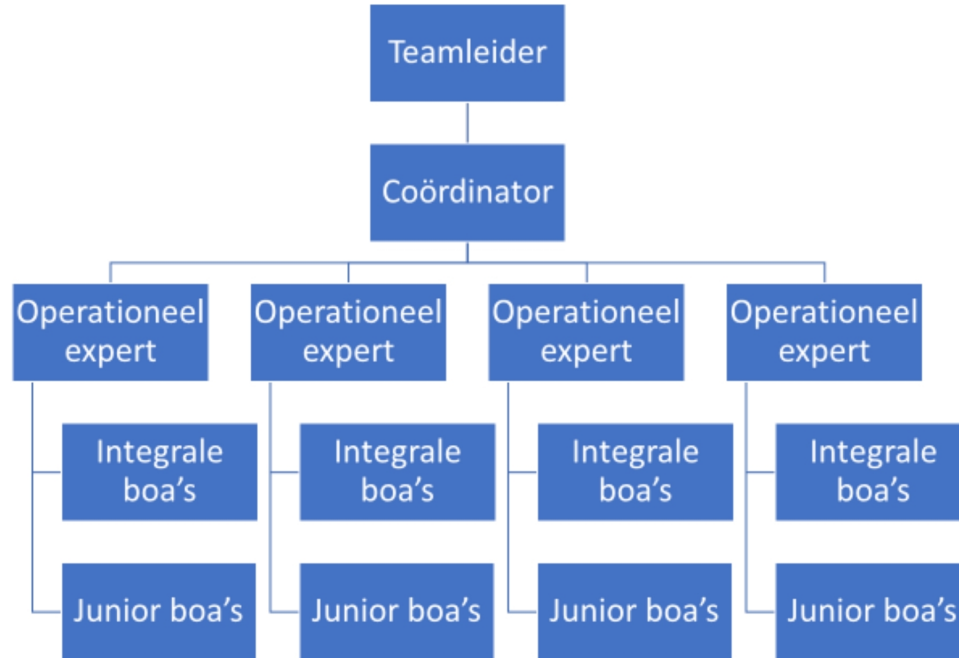 Teamleider
Coördinator
Operationeel
expert
Operationeel
expert
Operationeel
expert
Operationeel
expert
Integrale
boa's
Integrale
boa's
Integrale
boa's
Integrale
boa's
Junior boa's
Junior boa's
Junior boa's
Junior boa's